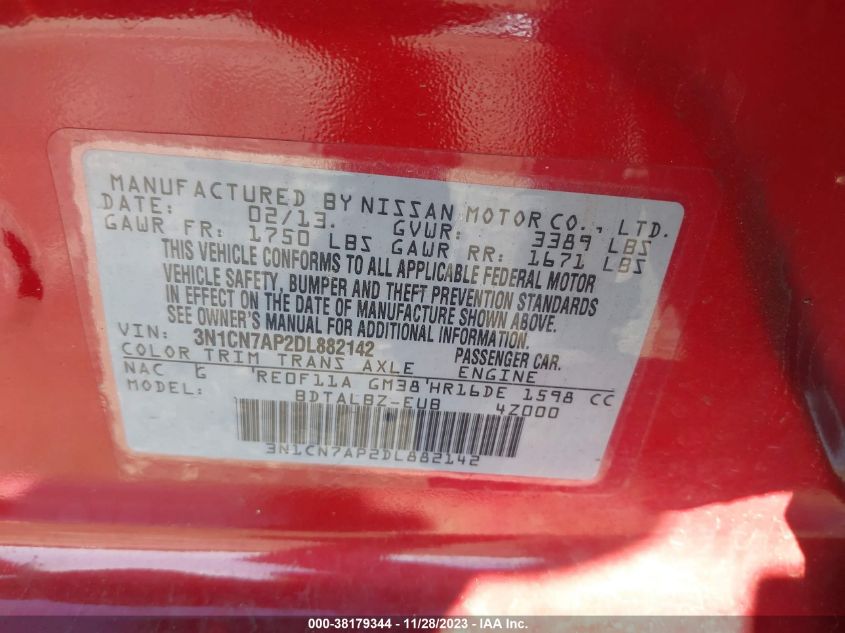 MANUFACTURED BY NISSAN MOTOR CO., LTD.
DATE: 02/13. GVWR: 3389 LBS
GAWR FR: 1750 LBS GAWR RR: 1671 LBS
THIS VEHICLE CONFORMS TO ALL APPLICABLE FEDERAL MOTOR
VEHICLE SAFETY, BUMPER AND THEFT PREVENTION STANDARDS
IN EFFECT ON THE DATE OF MANUFACTURE SHOWN ABOVE.
SEE OWNER'S MANUAL FOR ADDITIONAL INFORMATION.
VIN: 3N1CN7AP2DL882142 PASSENGER CAR.
COLOR TRIM TRANS AXLE ENGINE
NAC G 'RE0F11A GM38'HR16DE 1598 CC
MODEL: BDTALBZ-EUB 4Z000
3N1CN7AP2DL882142
000-38179344 - 11/28/2023 - IAA Inc.